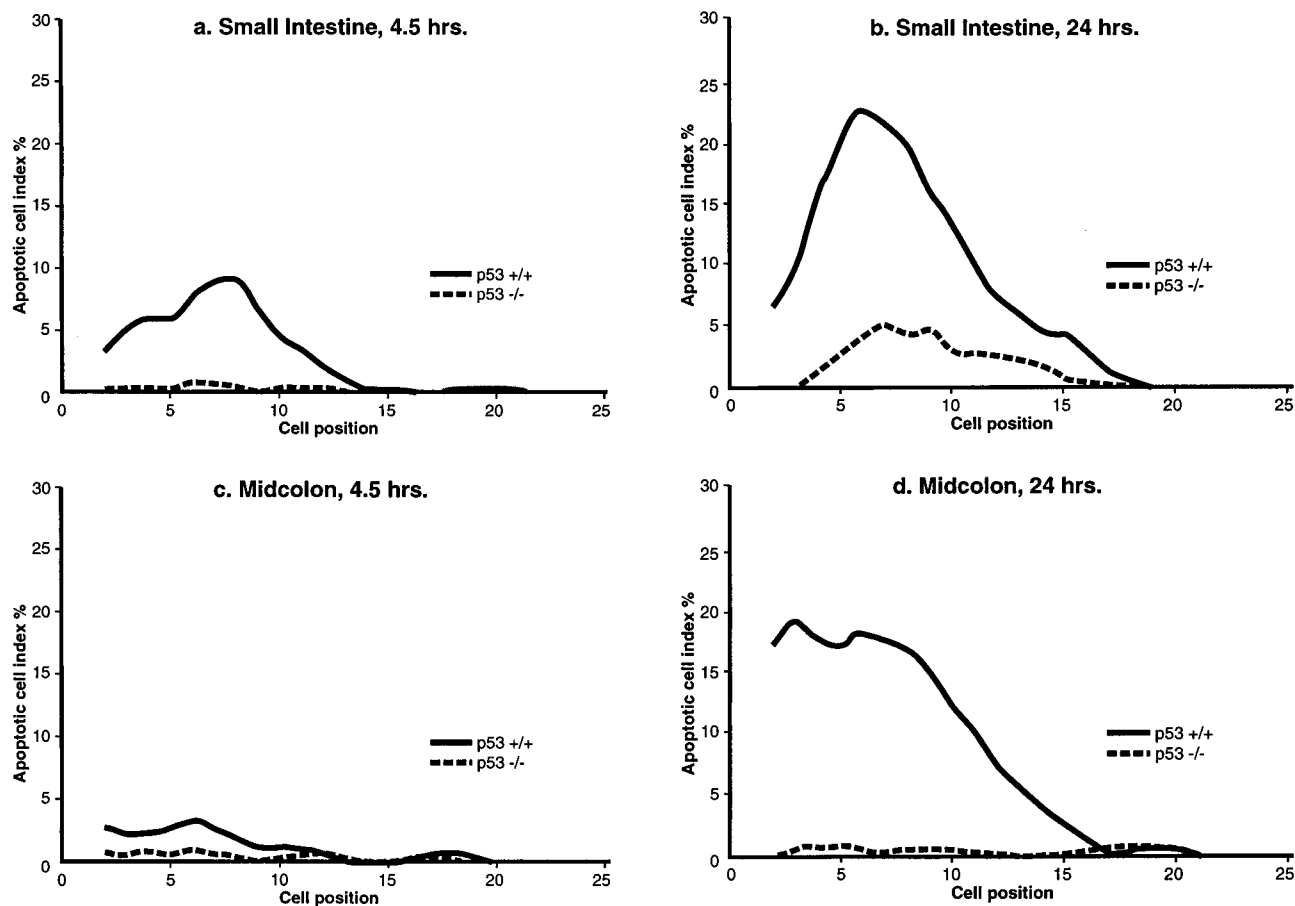 a. Small Intestine, 4.5 hrs.
Apoptotic cell index %
30
25
20
15
10
5
0
p53 +/+
p53 -/-
0 5 10 15 20 25
Cell position
b. Small Intestine, 24 hrs.
Apoptotic cell index %
30
25
20
15
10
5
0
p53 +/+
p53 -/-
0 5 10 15 20 25
Cell position
c. Midcolon, 4.5 hrs.
Apoptotic cell index %
30
25
20
15
10
5
0
p53 +/+
p53 -/-
0 5 10 15 20 25
Cell position
d. Midcolon, 24 hrs.
Apoptotic cell index %
30
25
20
15
10
5
0
p53 +/+
p53 -/-
0 5 10 15 20 25
Cell position